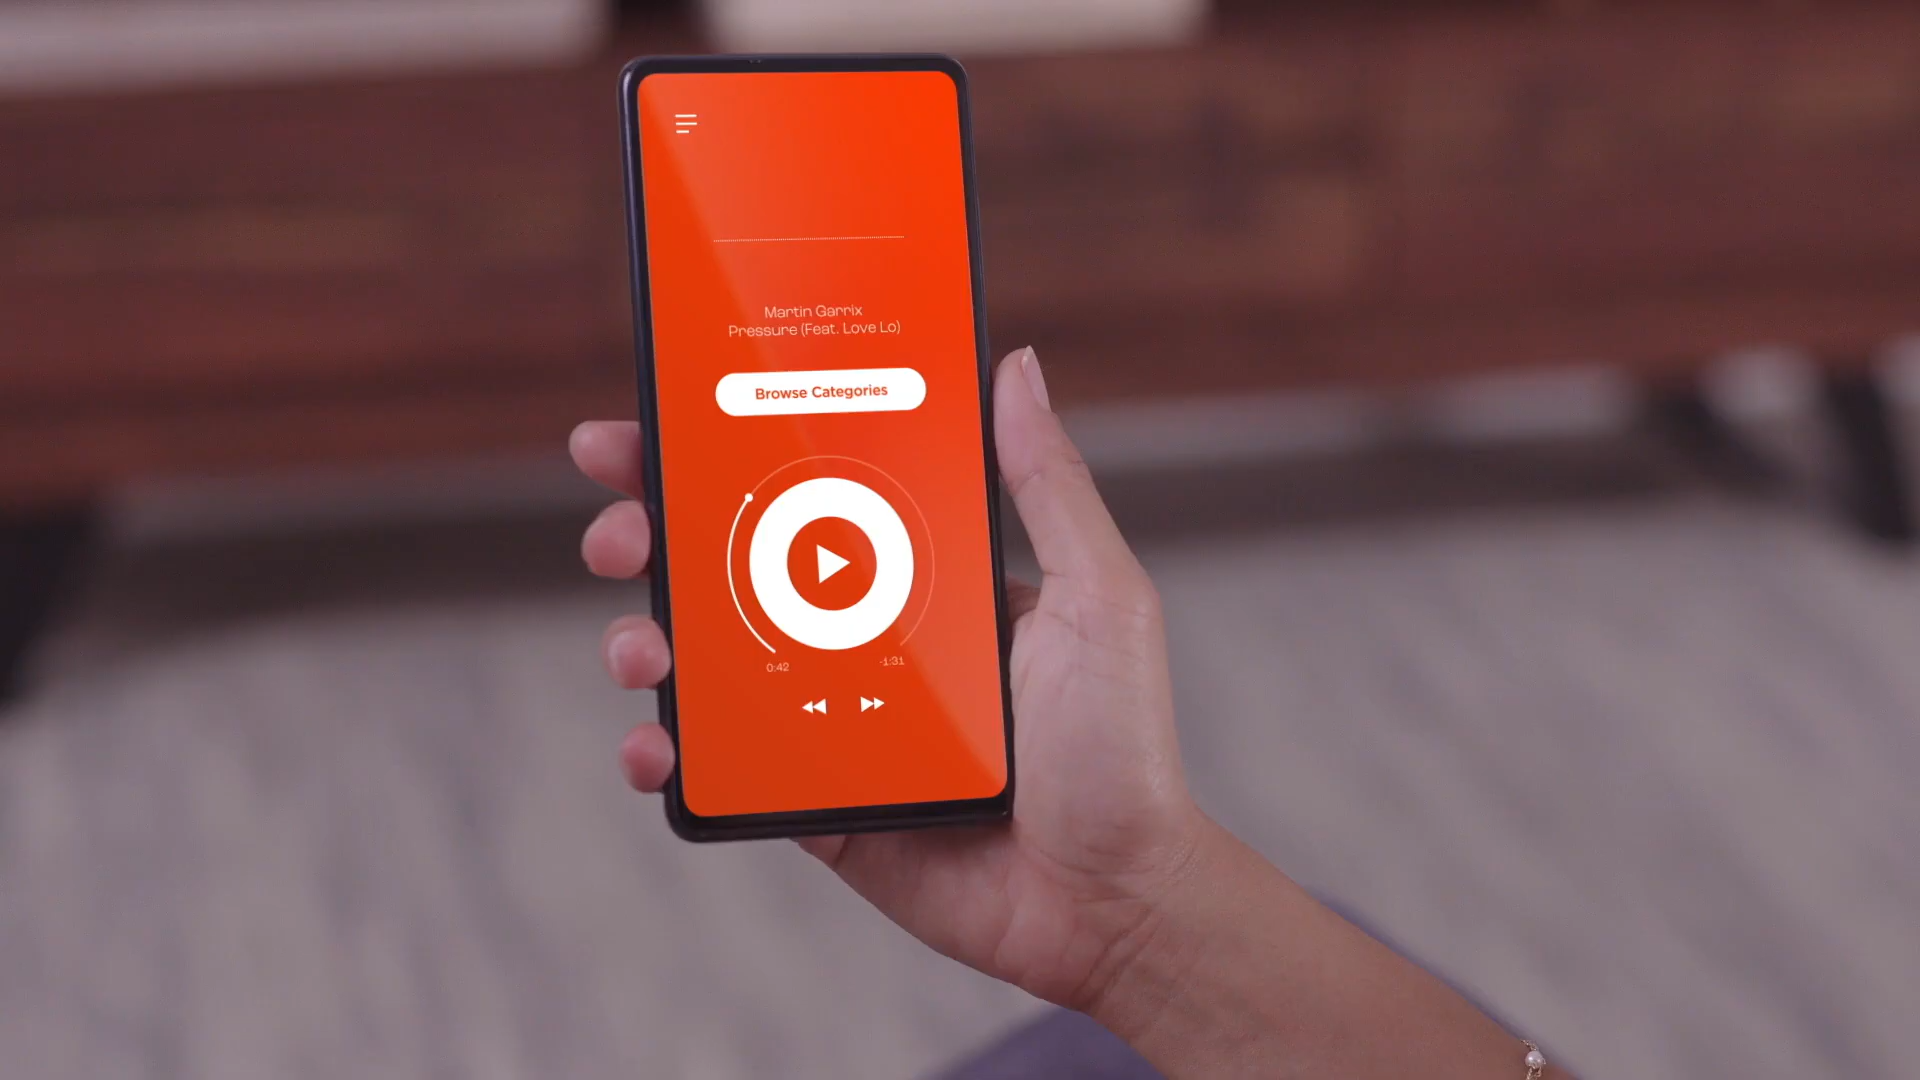 Martin Garrix
Pressure (Feat. Love Lo)
Browse Categories
0:42
-1:31